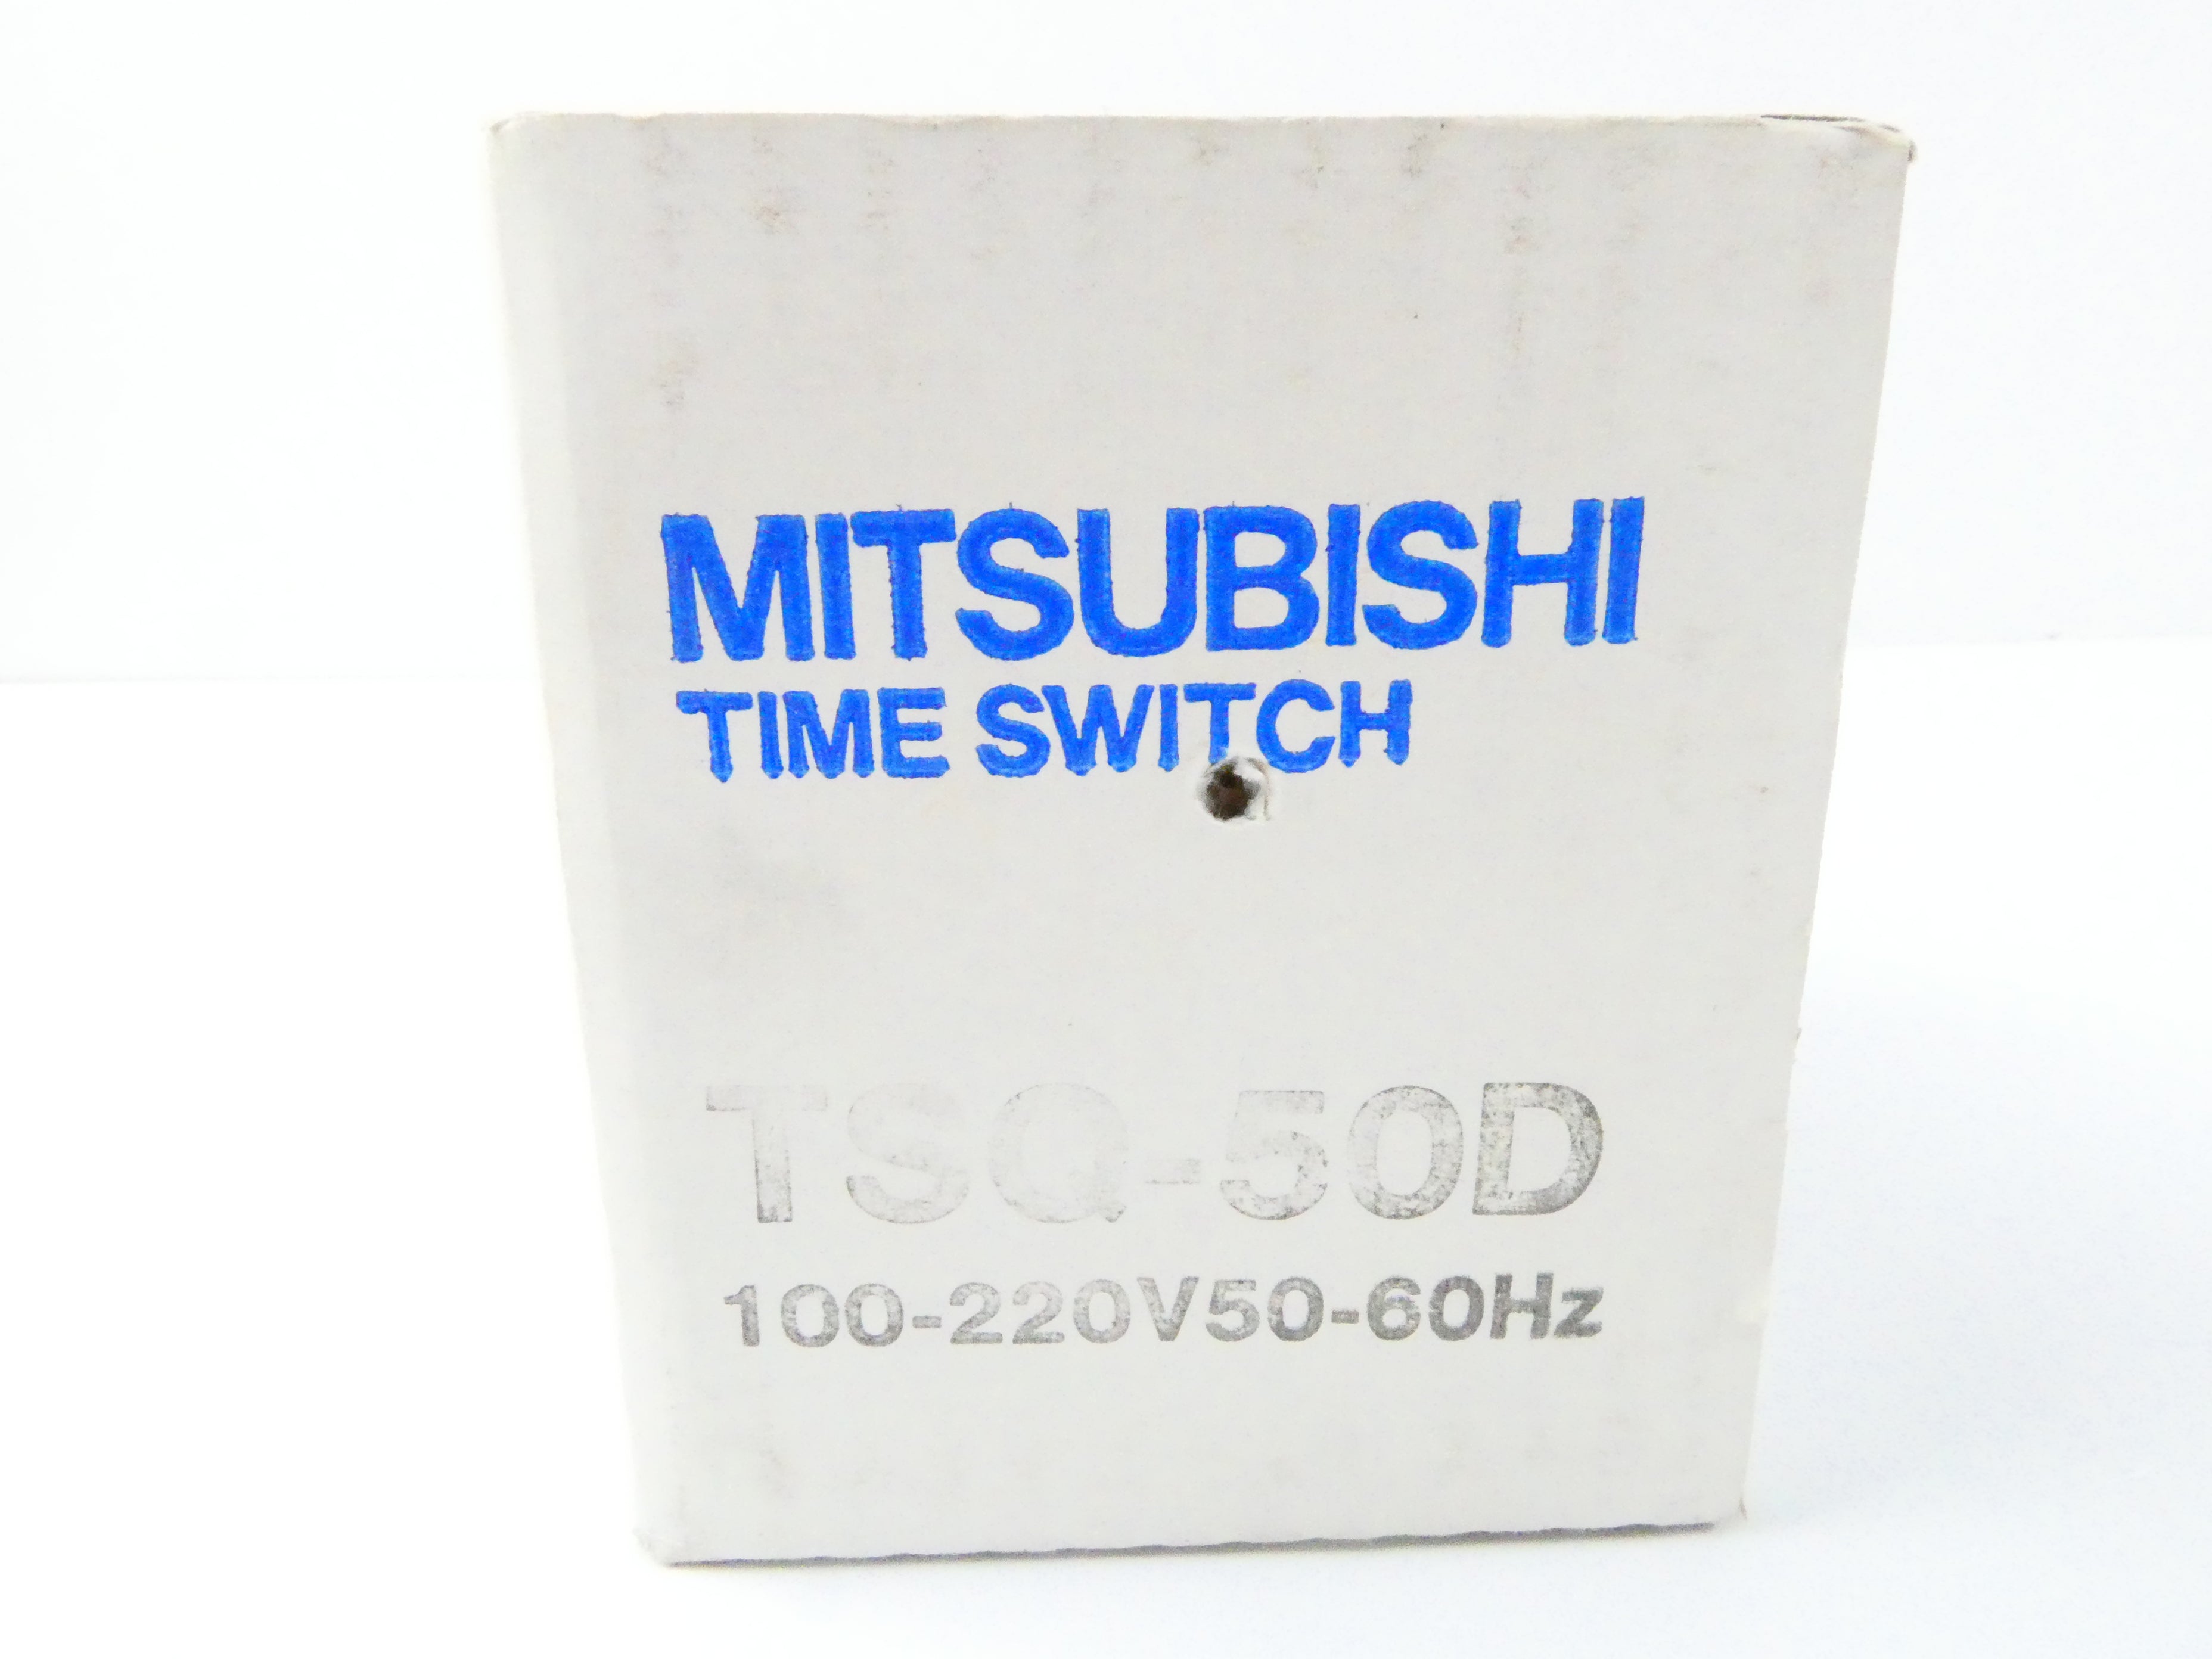 MITSUBISHI
TIME SWITCH
TSQ-50D
100-220V50-60Hz